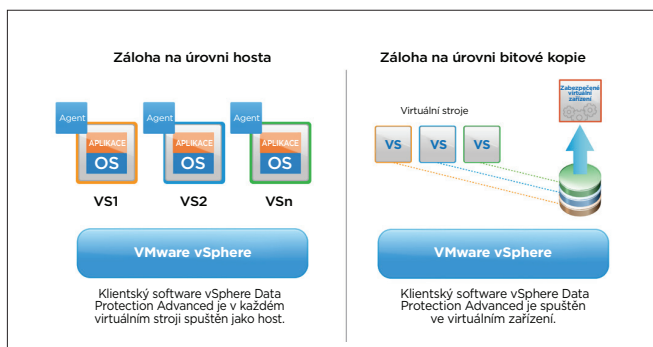 Záloha na úrovni hosta
Agent
APLIKACE
OS
VS1
Agent
APLIKACE
OS
VS2
Agent
APLIKACE
OS
VSn
VMware vSphere
Klientský software vSphere Data
Protection Advanced je v každém
virtuálním stroji spuštěn jako host.
Záloha na úrovni bitové kopie
Zabezpečené
virtuální
zařízení
Virtuální stroje
VS
VS
VS
VMware vSphere
Klientský software vSphere Data
Protection Advanced je spuštěn
ve virtuálním zařízení.